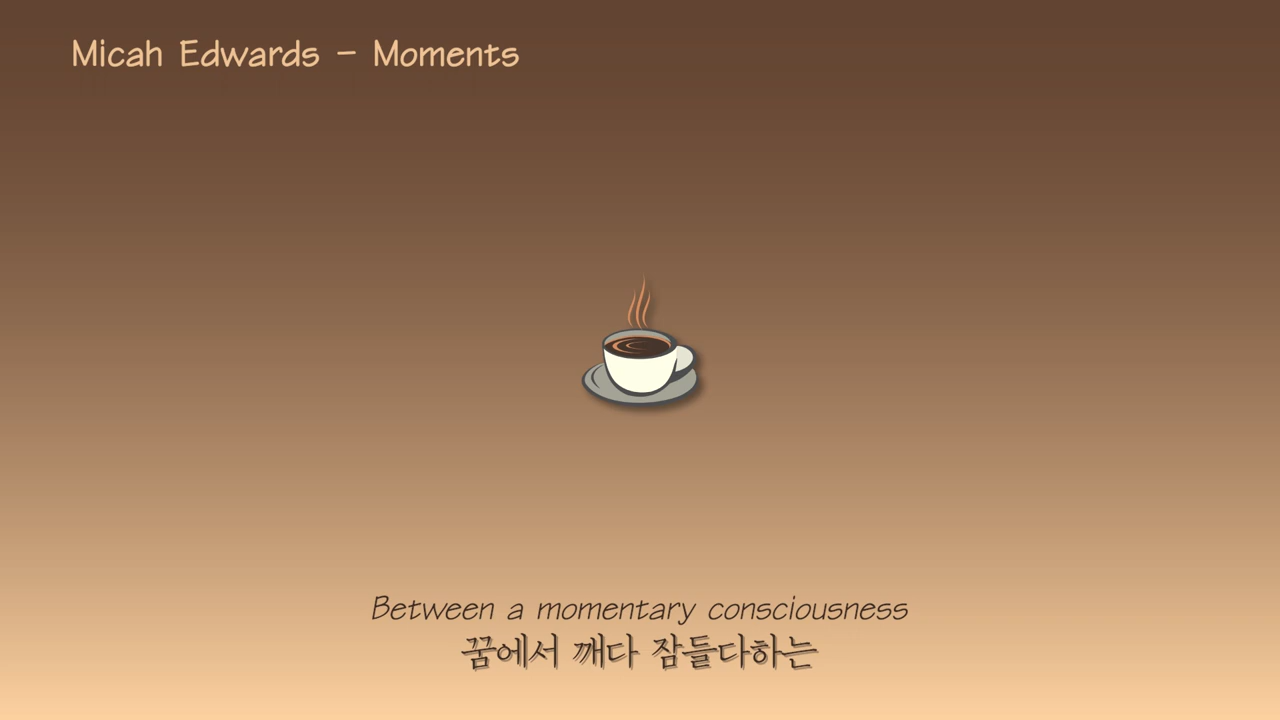 Micah Edwards - Moments
Between a momentary consciousness
꿈에서 깨다 잠들다하는